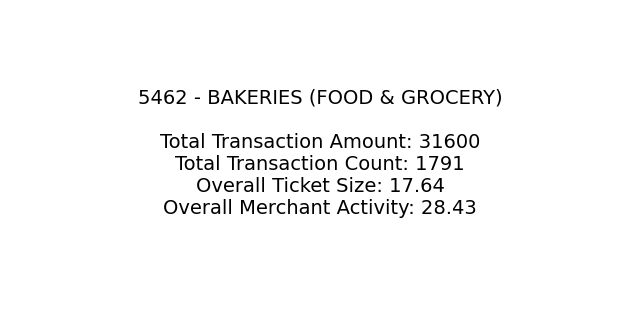 5462 - BAKERIES (FOOD & GROCERY)
Total Transaction Amount: 31600
Total Transaction Count: 1791
Overall Ticket Size: 17.64
Overall Merchant Activity: 28.43